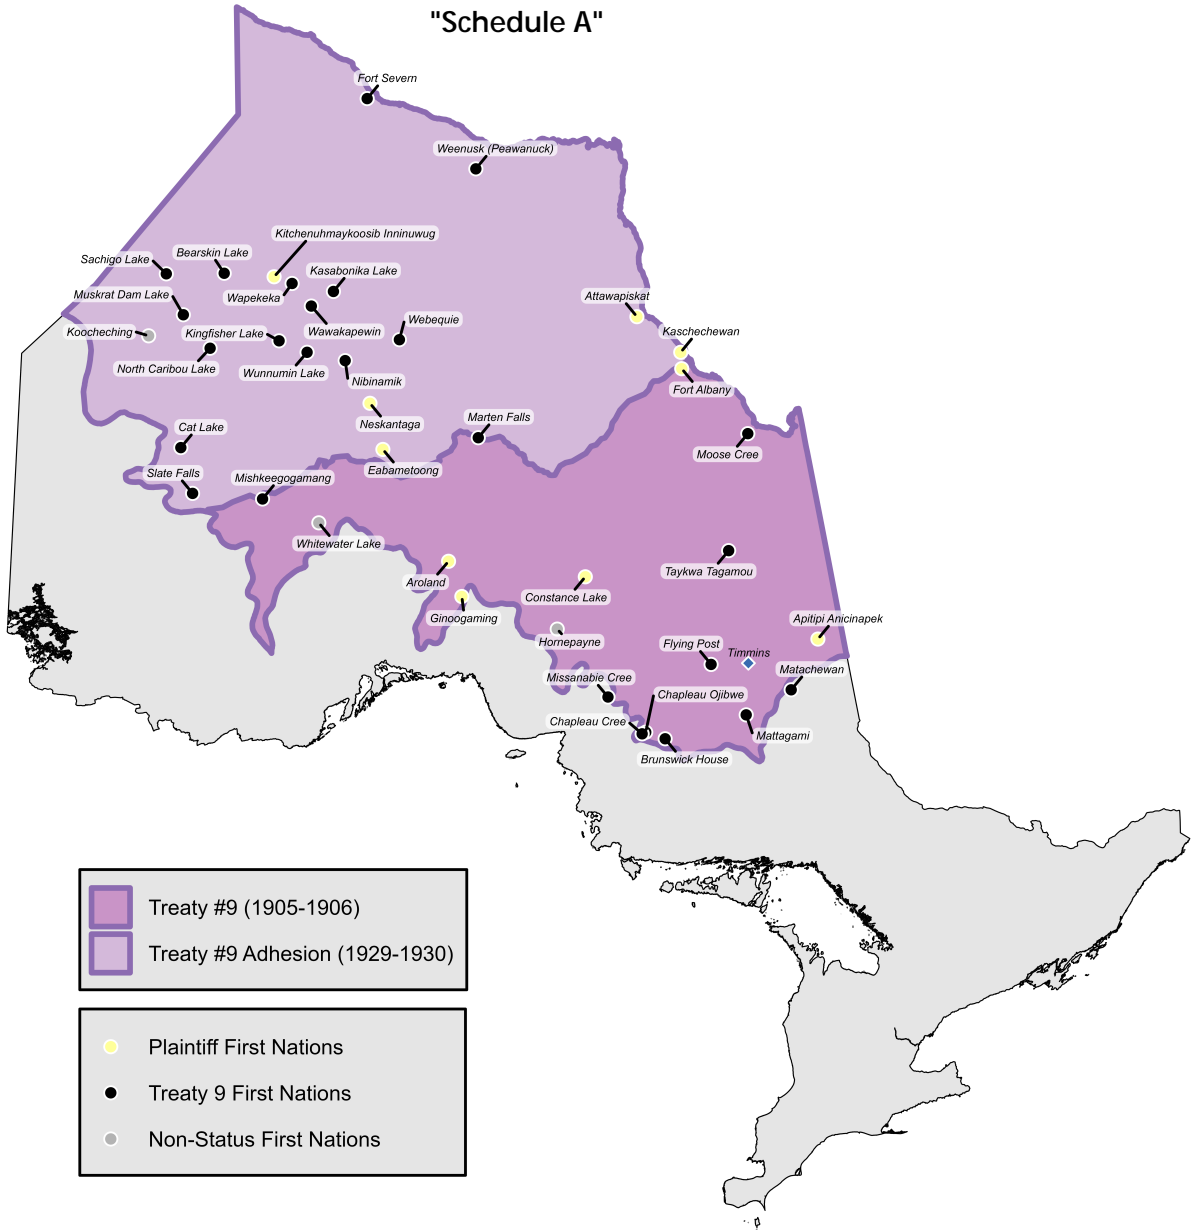 "Schedule A"
Fort Severn
Weenusk (Peawanuck)
Kitchenuhmaykoosib Inninuwug
Bearskin Lake
Sachigo Lake
Kasabonika Lake
Muskrat Dam Lake
Wapekeka
Attawapiskat
Webequie
Koocheching
Kingfisher Lake
Wawakapewin
Kaschechewan
North Caribou Lake
Wunnumin Lake
Nibinamik
Fort Albany
Neskantaga
Marten Falls
Cat Lake
Moose Cree
Slate Falls
Mishkeegogamang
Eabametoong
Whitewater Lake
Taykwa Tagamou
Aroland
Constance Lake
Ginoogaming
Apitipi Anicinapek
Hornepayne
Flying Post
Timmins
Matachewan
Missanabie Cree
Chapleau Ojibwe
Chapleau Cree
Mattagami
Brunswick House
Treaty #9 (1905-1906)
Treaty #9 Adhesion (1929-1930)
Plaintiff First Nations
Treaty 9 First Nations
Non-Status First Nations